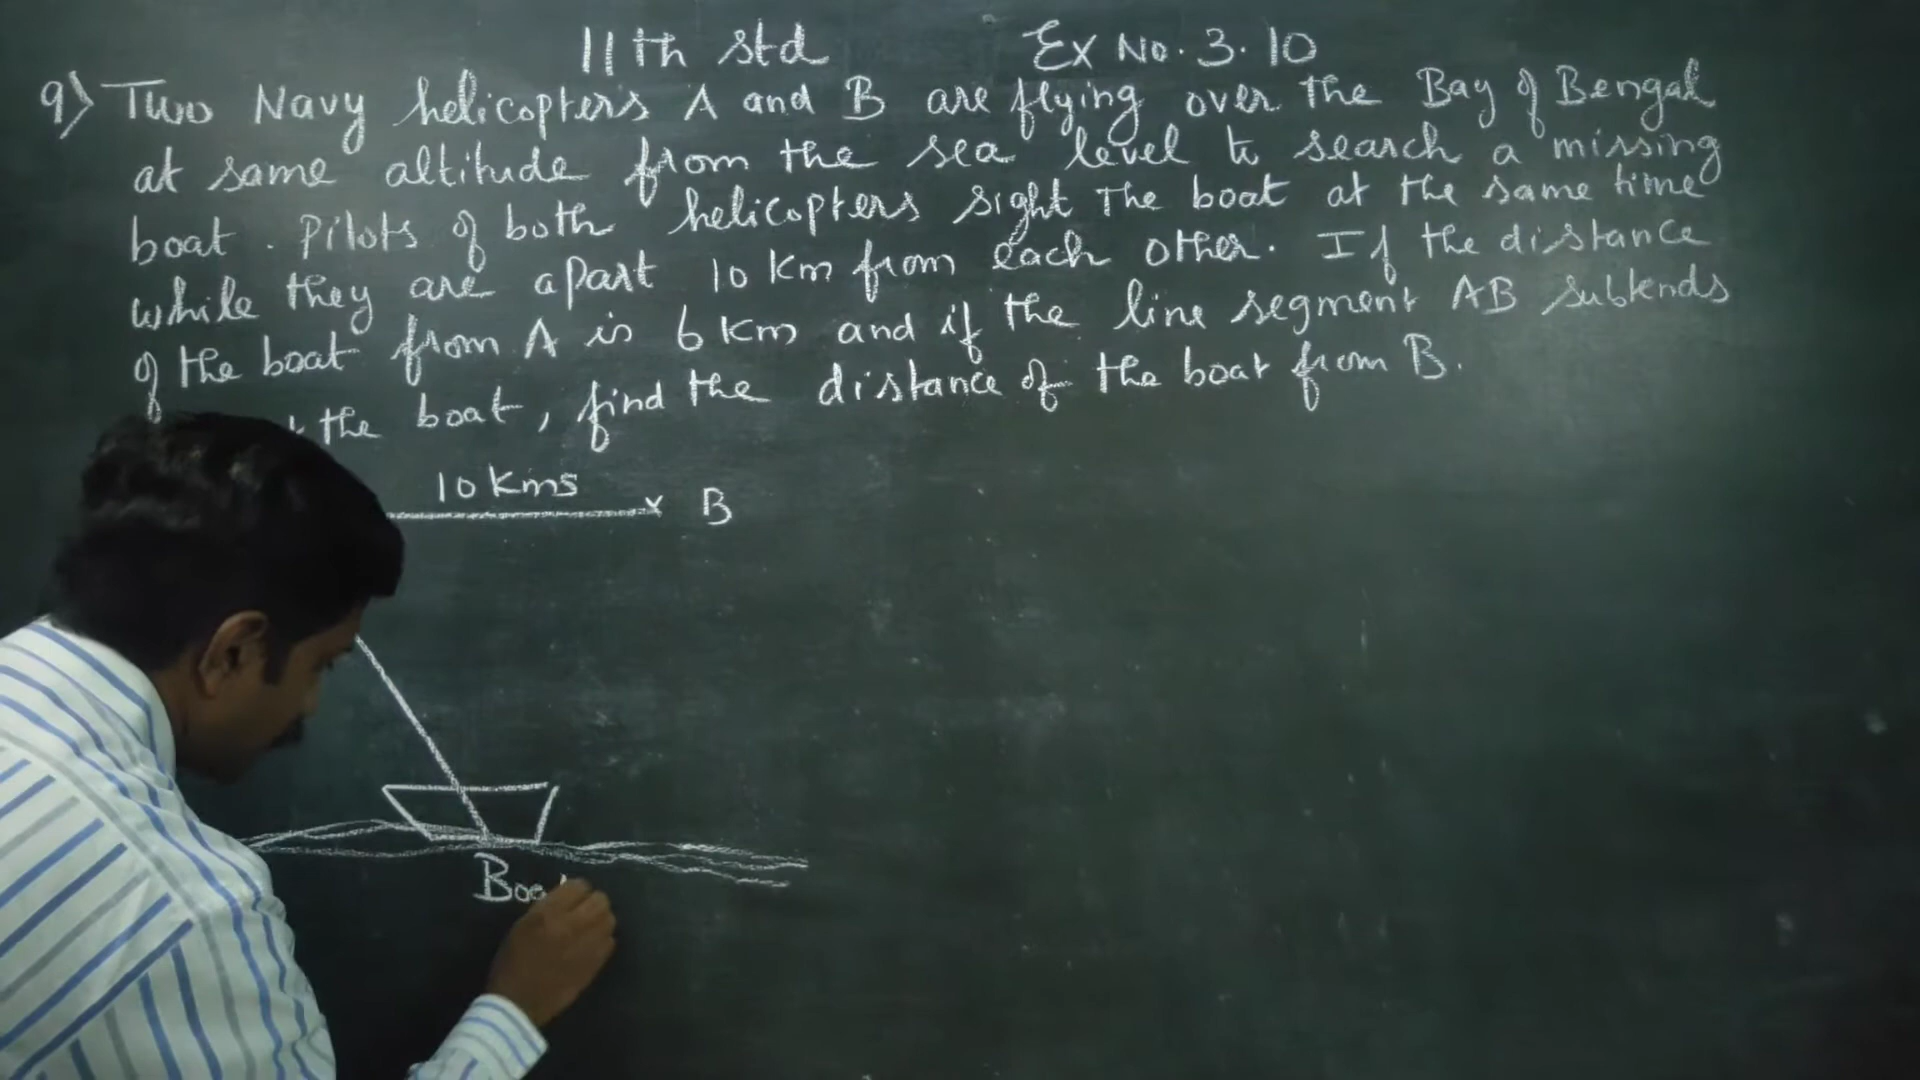 11th std Ex No. 3.10
9) Two Navy helicopters A and B are flying over the Bay of Bengal
at same altitude from the sea level to search a missing
boat. Pilots of both helicopters sight the boat at the same time
while they are apart 10 Km from each other. If the distance
of the boat from A is 6 Km and if the line segment AB subtends
the boat, find the distance of the boat from B.
10 Kms
B